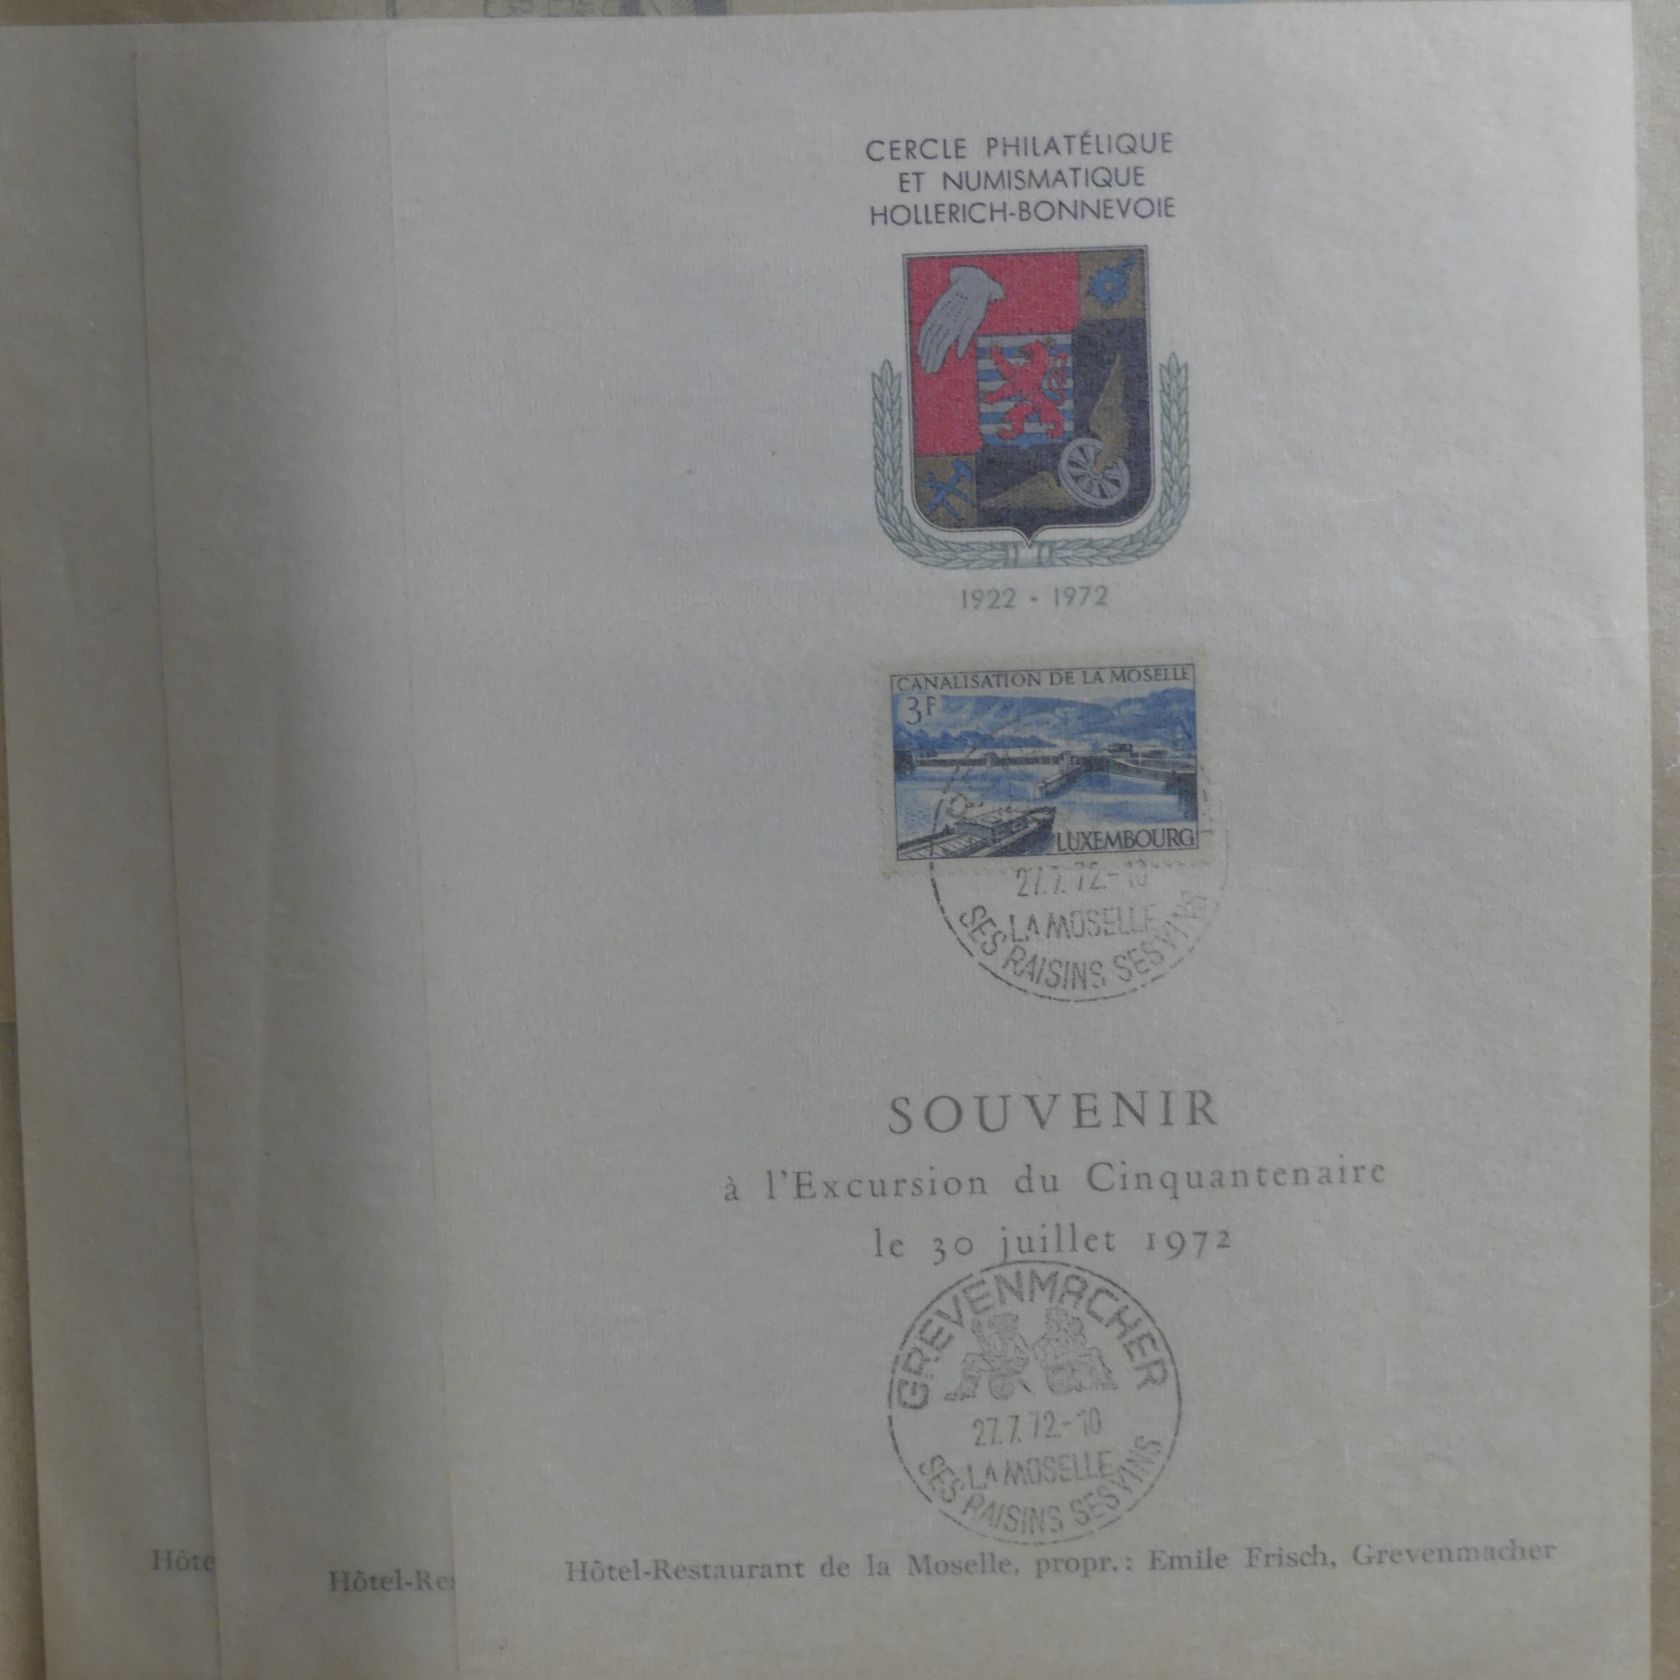 CERCLE PHILATÉLIQUE
ET NUMISMATIQUE
HOLLERICH-BONNEVOIE
1922 - 1972
CANALISATION DE LA MOSELLE
3F
LUXEMBOURG
27.7.72.-10
LA MOSELLE
SES RAISINS SES VINS
SOUVENIR
à l'Excursion du Cinquantenaire
le 30 juillet 1972
GREVENMACHER
27.7.72.-10
LA MOSELLE
SES RAISINS SES VINS
Hôte
Hôtel-Res
Hôtel-Restaurant de la Moselle, propr.: Emile Frisch, Grevenmacher